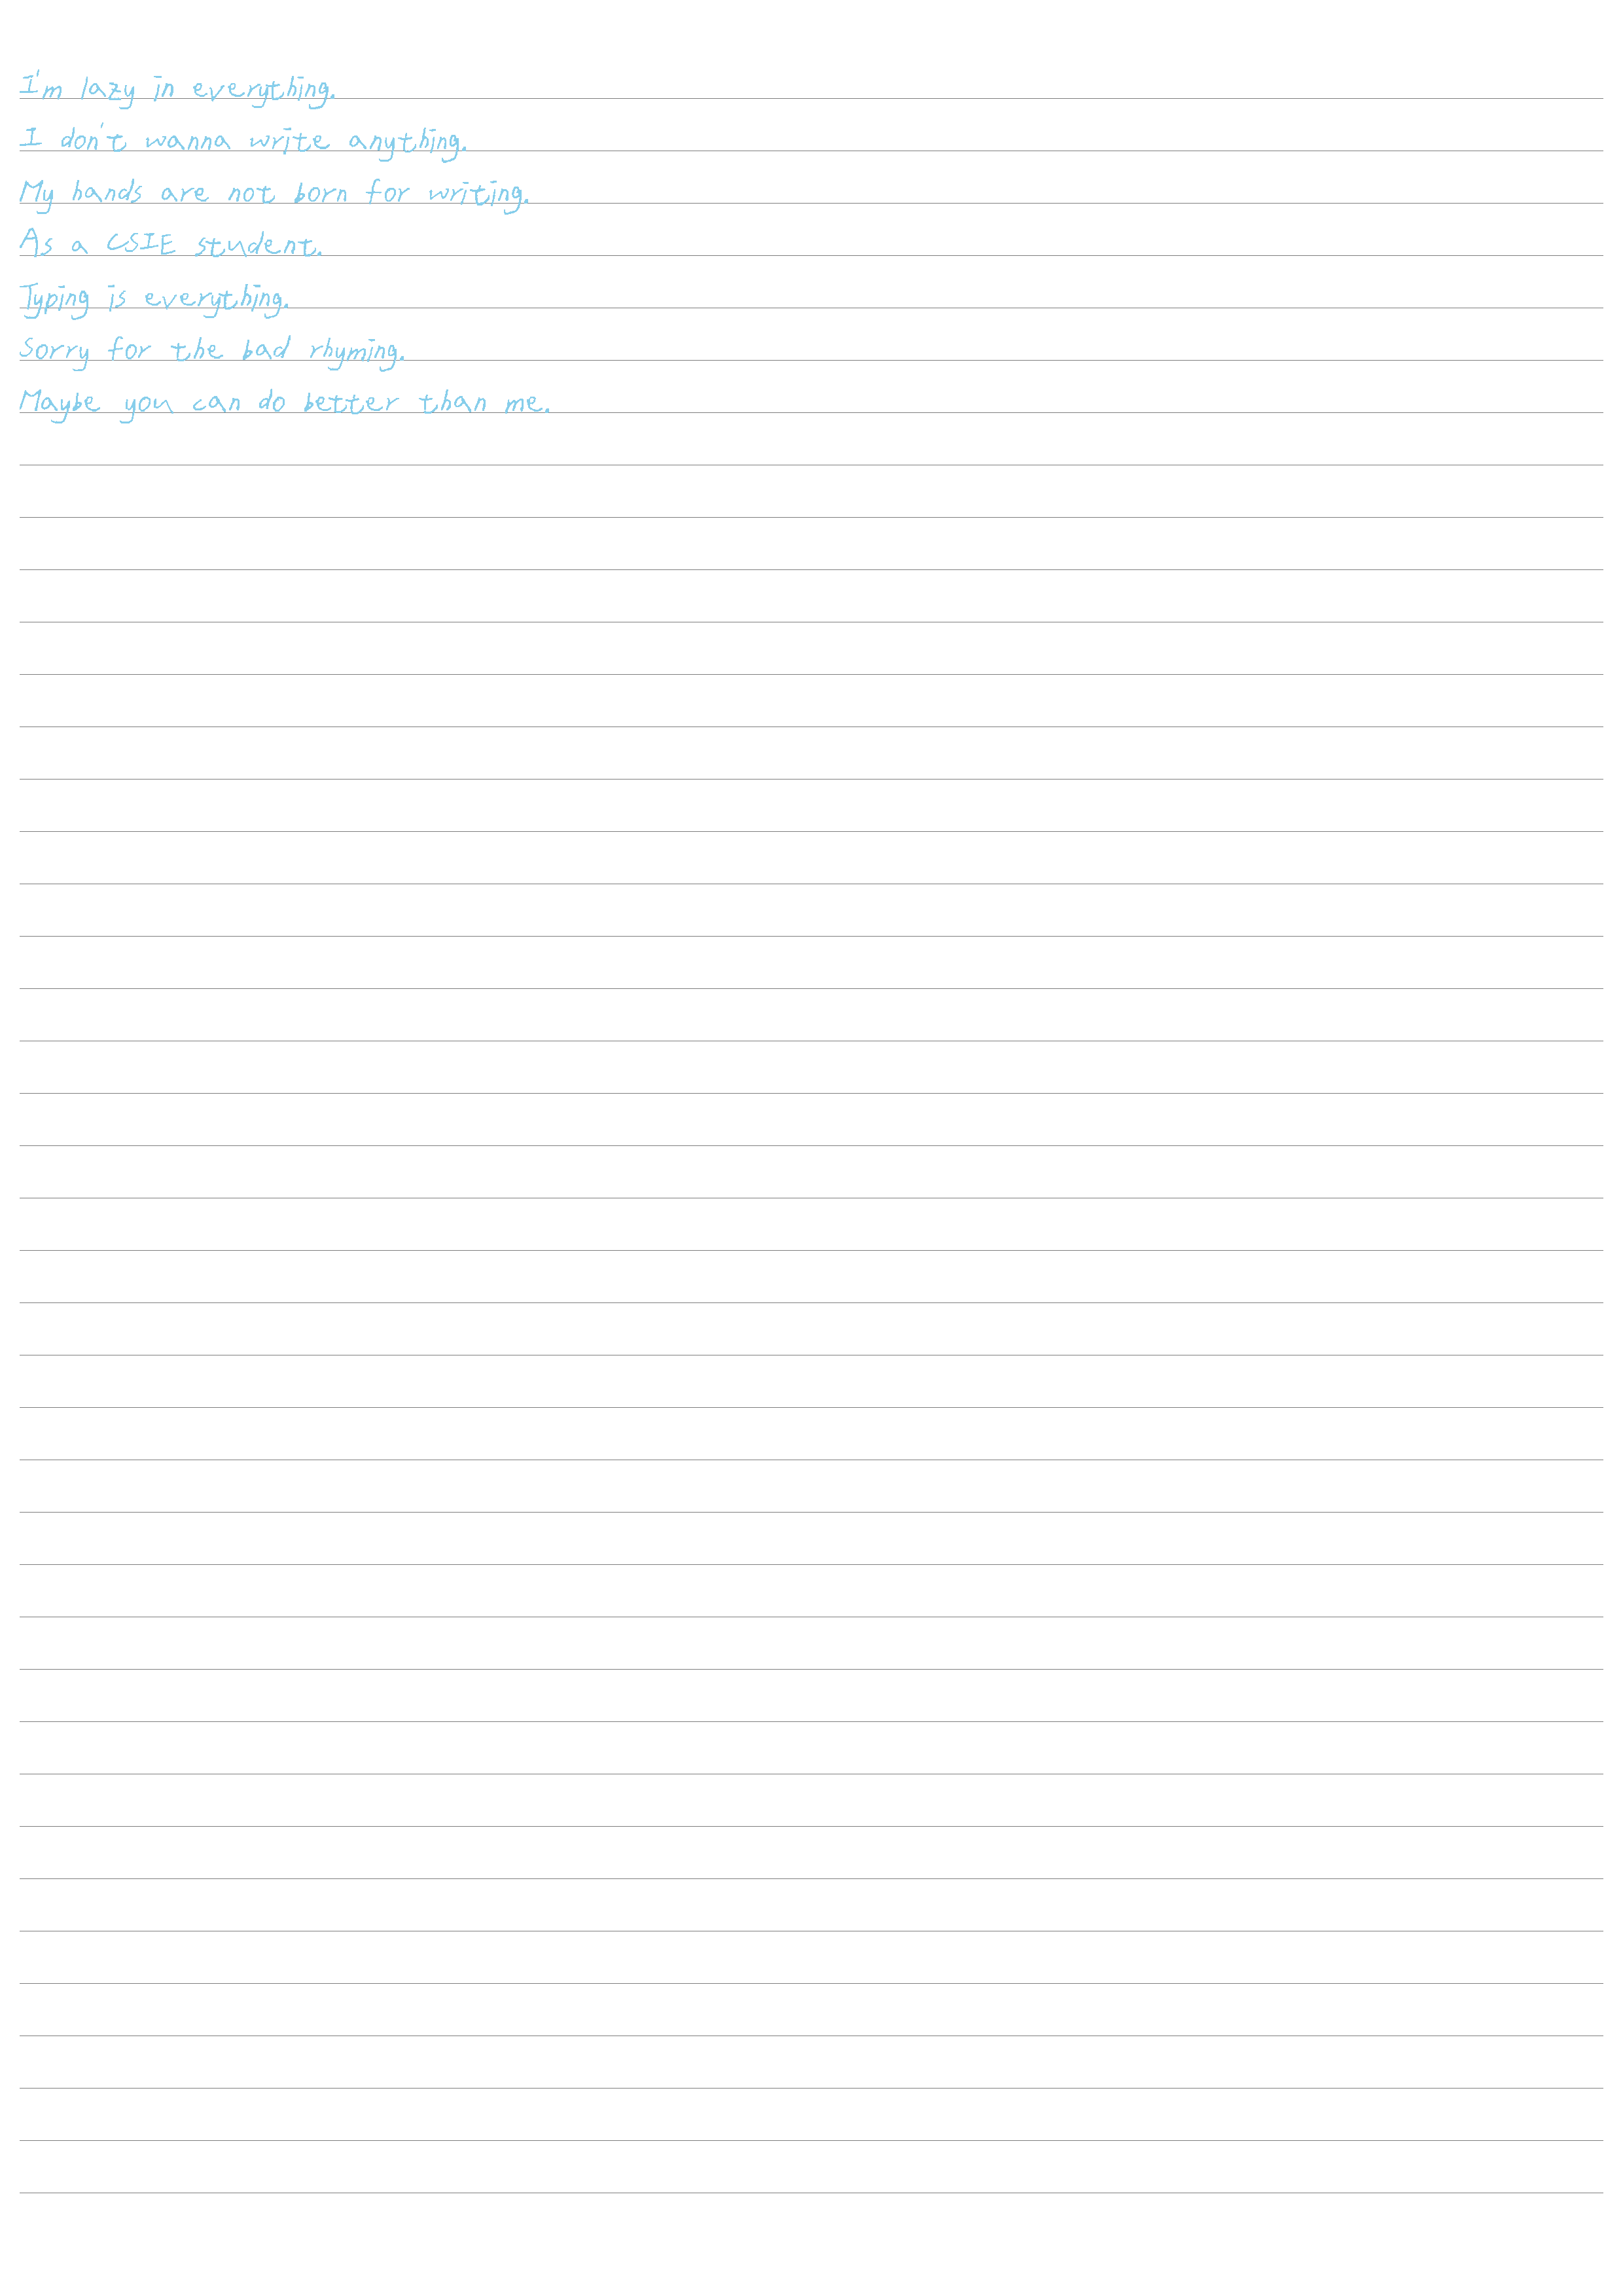 I'm lazy in everything.
I don't wanna write anything.
My hands are not born for writing.
As a CSIE student.
Typing is everything.
Sorry for the bad rhyming.
Maybe you can do better than me.